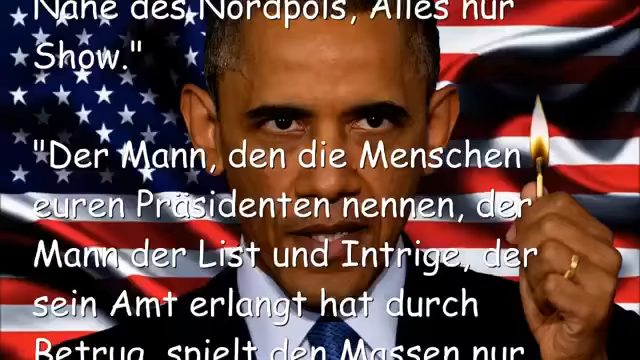 Nähe des Nordpols, Alles nur
Show."
"Der Mann, den die Menschen
euren Präsidenten nennen, der
Mann der List und Intrige, der
sein Amt erlangt hat durch
Betrug, spielt den Massen nur